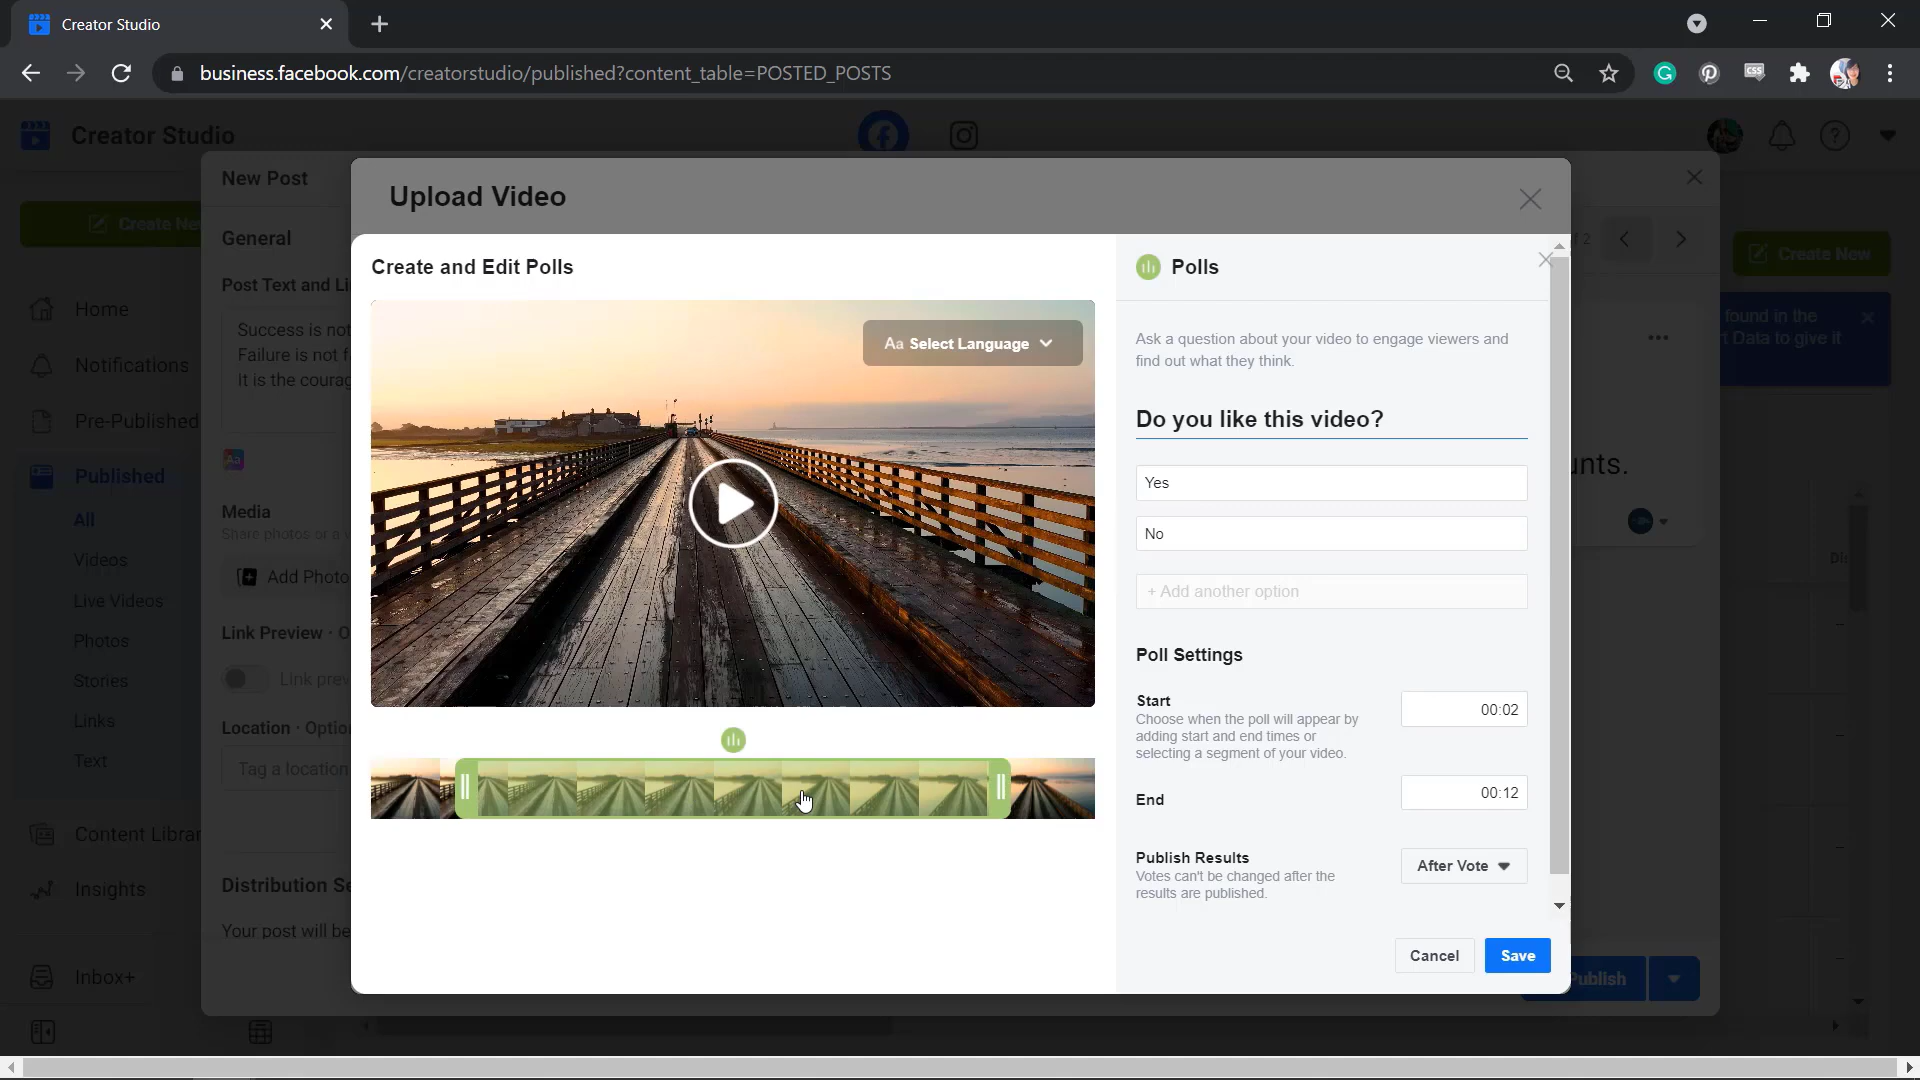 Creator Studio
business.facebook.com/creatorstudio/published?content_table=POSTED_POSTS
Creator Studio
New Post
Upload Video
Create New
General
of 2
Create New
Create and Edit Polls
Polls
Post Text and Li
Home
found in the
Success is not
Aa Select Language
Ask a question about your video to engage viewers and
find out what they think.
t Data to give it
Failure is not f
It is the courag
Notifications
Pre-Published
Do you like this video?
unts.
Published
Yes
Media
Share photos or a v
All
No
Videos
Add Photo
+ Add another option
Live Videos
Link Preview · O
Photos
Poll Settings
Stories
Link prev
Start
Choose when the poll will appear by
adding start and end times or
selecting a segment of your video.
00:02
Links
Location · Option
Text
Tag a location
End
00:12
Content Librar
Publish Results
Votes can't be changed after the
results are published.
After Vote
Insights
Distribution Se
Your post will be
Cancel
Save
Inbox+
Publish